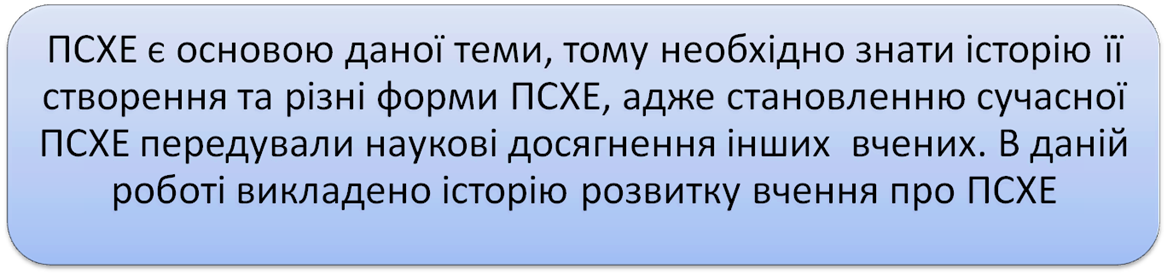 ПСХЕ є основою даної теми, тому необхідно знати історію її
створення та різні форми ПСХЕ, адже становленню сучасної
ПСХЕ передували наукові досягнення інших  вчених. В даній
роботі викладено історію розвитку вчення про ПСХЕ